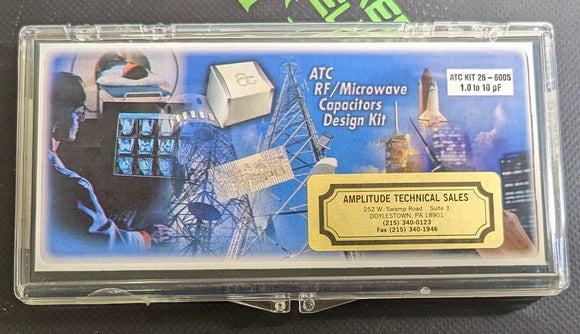 ATC
RF/Microwave
Capacitors
Design Kit
ATC KIT 26 – 600S
1.0 to 10 pF
AMPLITUDE TECHNICAL SALES
252 W. Swamp Road Suite 3
DOYLESTOWN, PA 18901
(215) 340-0123
Fax (215) 340-1946